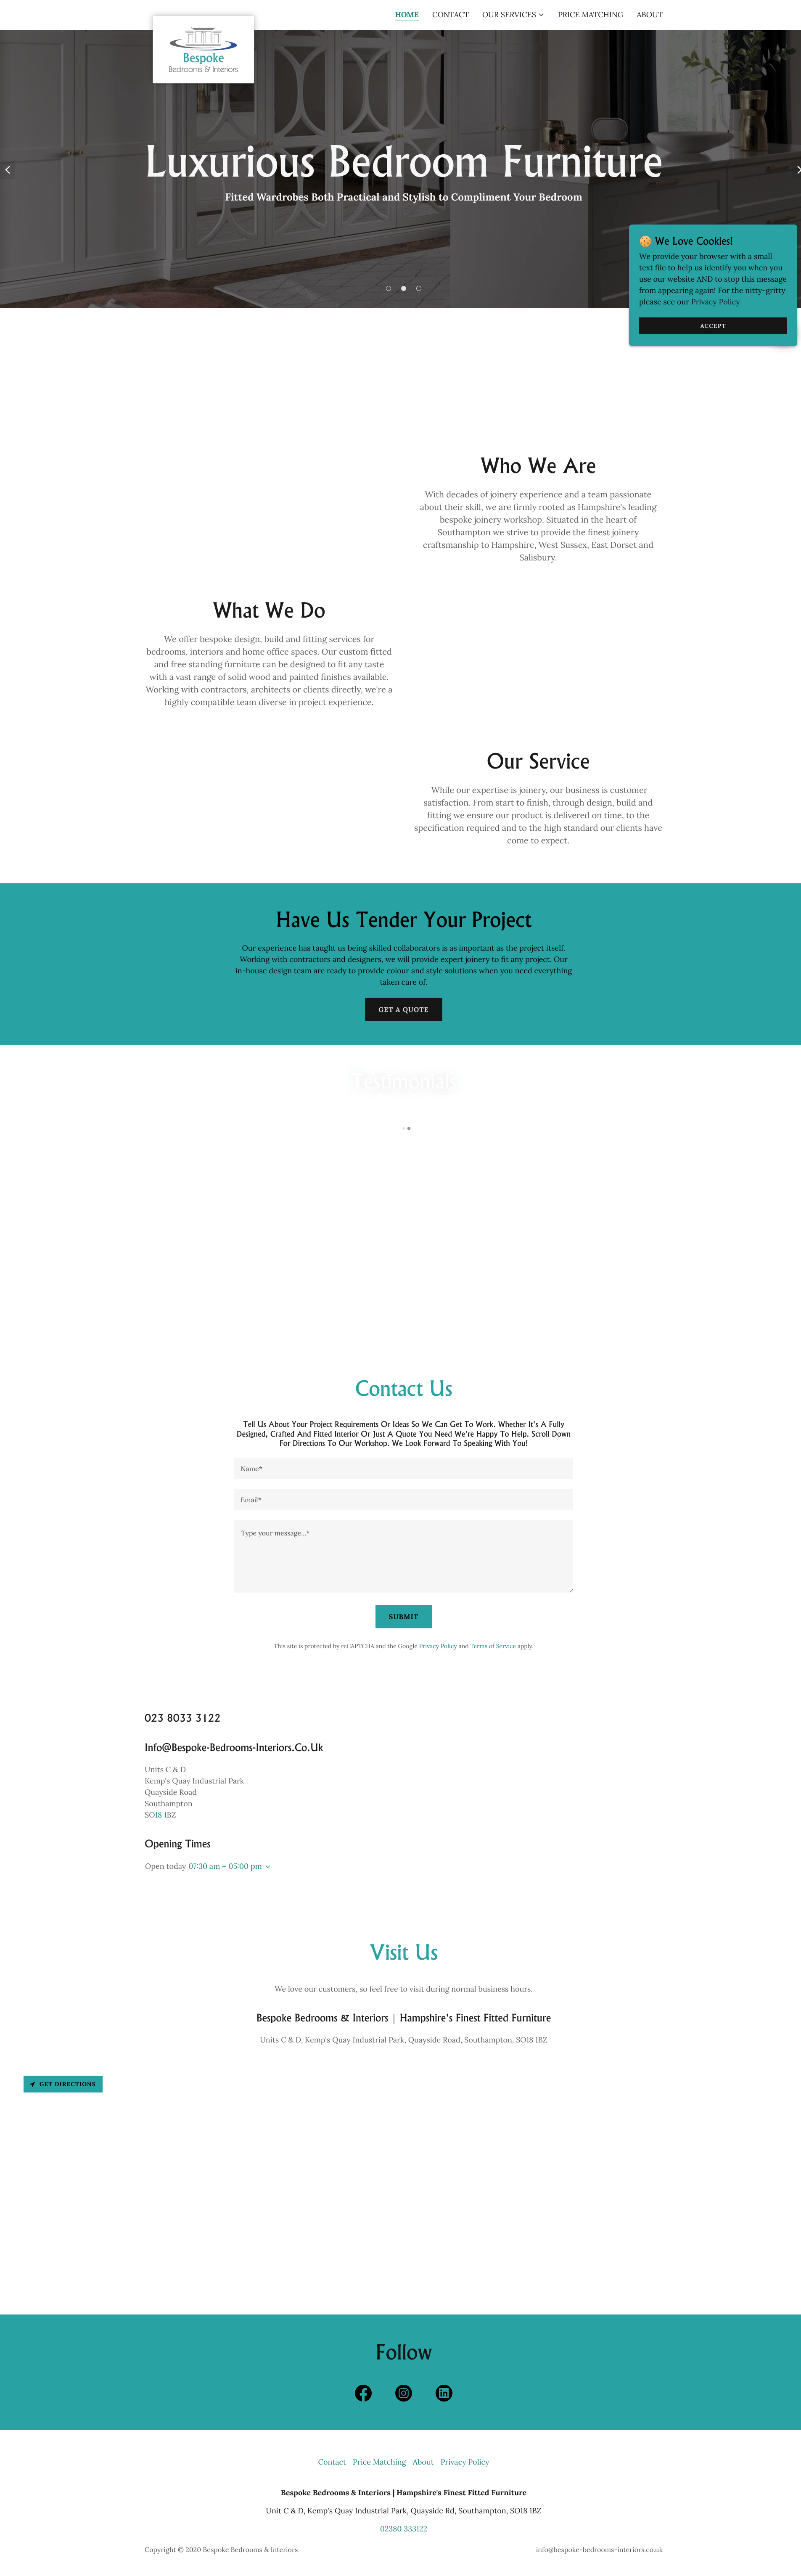 HOME CONTACT OUR SERVICES PRICE MATCHING ABOUT
Bespoke
Bedrooms & Interiors
Luxurious Bedroom Furniture
Fitted Wardrobes Both Practical and Stylish to Compliment Your Bedroom
🍪 We Love Cookies!
We provide your browser with a small
text file to help us identify you when you
use our website AND to stop this message
from appearing again! For the nitty-gritty
please see our Privacy Policy
ACCEPT
Who We Are
With decades of joinery experience and a team passionate
about their skill, we are firmly rooted as Hampshire's leading
bespoke joinery workshop. Situated in the heart of
Southampton we strive to provide the finest joinery
craftsmanship to Hampshire, West Sussex, East Dorset and
Salisbury.
What We Do
We offer bespoke design, build and fitting services for
bedrooms, interiors and home office spaces. Our custom fitted
and free standing furniture can be designed to fit any taste
with a vast range of solid wood and painted finishes available.
Working with contractors, architects or clients directly, we're a
highly compatible team diverse in project experience.
Our Service
While our expertise is joinery, our business is customer
satisfaction. From start to finish, through design, build and
fitting we ensure our product is delivered on time, to the
specification required and to the high standard our clients have
come to expect.
Have Us Tender Your Project
Our experience has taught us being skilled collaborators is as important as the project itself.
Working with contractors and designers, we will provide expert joinery to fit any project. Our
in-house design team are ready to provide colour and style solutions when you need everything
taken care of.
GET A QUOTE
Testimonials
Contact Us
Tell Us About Your Project Requirements Or Ideas So We Can Get To Work. Whether It's A Fully
Designed, Crafted And Fitted Interior Or Just A Quote You Need We're Happy To Help. Scroll Down
For Directions To Our Workshop. We Look Forward To Speaking With You!
Name*
Email*
Type your message...*
SUBMIT
This site is protected by reCAPTCHA and the Google Privacy Policy and Terms of Service apply.
023 8033 3122
Info@Bespoke-Bedrooms-Interiors.Co.Uk
Units C & D
Kemp's Quay Industrial Park
Quayside Road
Southampton
SO18 1BZ
Opening Times
Open today 07:30 am – 05:00 pm
Visit Us
We love our customers, so feel free to visit during normal business hours.
Bespoke Bedrooms & Interiors | Hampshire's Finest Fitted Furniture
Units C & D, Kemp's Quay Industrial Park, Quayside Road, Southampton, SO18 1BZ
GET DIRECTIONS
Follow
Contact Price Matching About Privacy Policy
Bespoke Bedrooms & Interiors | Hampshire's Finest Fitted Furniture
Unit C & D, Kemp's Quay Industrial Park, Quayside Rd, Southampton, SO18 1BZ
02380 333122
Copyright © 2020 Bespoke Bedrooms & Interiors
info@bespoke-bedrooms-interiors.co.uk